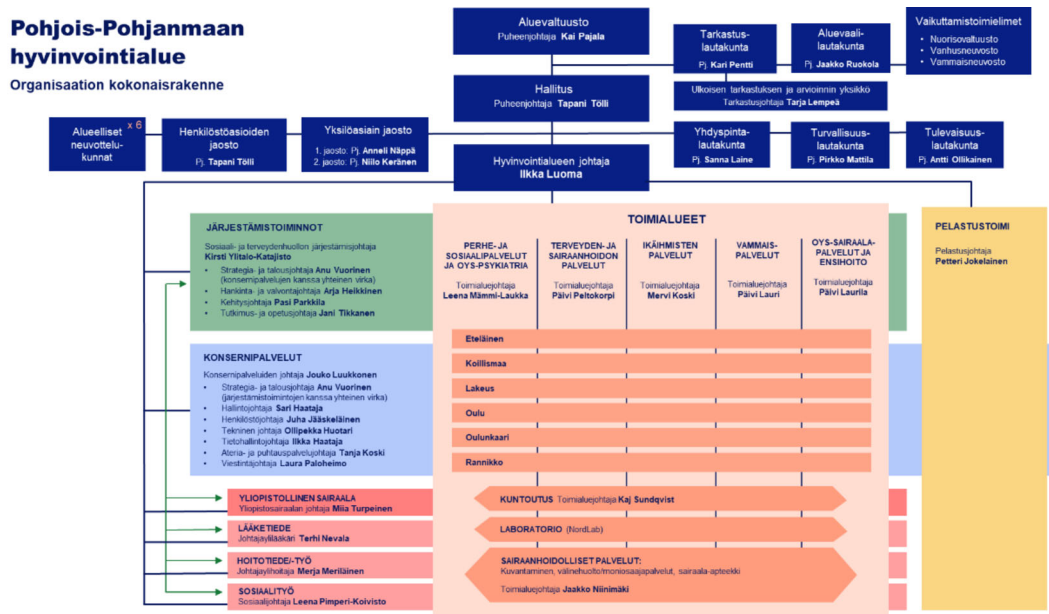 Pohjois-Pohjanmaan
hyvinvointialue
Organisaation kokonaisrakenne
Aluevaltuusto
Puheenjohtaja Kai Pajala
Tarkastus-
lautakunta
Pj. Kari Pentti
Aluevaali-
lautakunta
Pj. Jaakko Ruokola
Vaikuttamistoimielimet
• Nuorisovaltuusto
• Vanhusneuvosto
• Vammaisneuvosto
Ulkoisen tarkastuksen ja arvioinnin yksikkö
Tarkastusjohtaja Tarja Lempeä
Hallitus
Puheenjohtaja Tapani Tölli
Alueelliset
neuvottelu-
kunnat
x 6
Henkilöstöasioiden
jaosto
Pj. Tapani Tölli
Yksilöasiain jaosto
1. jaosto: Pj. Anneli Näppä
2. jaosto: Pj. Niilo Keränen
Yhdyspinta-
lautakunta
Pj. Sanna Laine
Turvallisuus-
lautakunta
Pj. Pirkko Mattila
Tulevaisuus-
lautakunta
Pj. Antti Ollikainen
Hyvinvointialueen johtaja
Ilkka Luoma
JÄRJESTÄMISTOIMINNOT
Sosiaali- ja terveydenhuollon järjestämisjohtaja
Kirsti Ylitalo-Katajisto
• Strategia- ja talousjohtaja Anu Vuorinen
(konsernipalvelujen kanssa yhteinen virka)
• Hankinta- ja valvontajohtaja Arja Heikkinen
• Kehitysjohtaja Pasi Parkkila
• Tutkimus- ja opetusjohtaja Jani Tikkanen
KONSERNIPALVELUT
Konsernipalveluiden johtaja Jouko Luukkonen
• Strategia- ja talousjohtaja Anu Vuorinen
(järjestämistoimintojen kanssa yhteinen virka)
• Hallintojohtaja Sari Haataja
• Henkilöstöjohtaja Juha Jääskeläinen
• Tekninen johtaja Ollipekka Huotari
• Tietohallintojohtaja Ilkka Haataja
• Ateria- ja puhtauspalvelujohtaja Tanja Koski
• Viestintäjohtaja Laura Paloheimo
YLIOPISTOLLINEN SAIRAALA
Yliopistosairaalan johtaja Miia Turpeinen
LÄÄKETIEDE
Johtajaylilääkäri Terhi Nevala
HOITOTIEDE/-TYÖ
Johtajaylihoitaja Merja Meriläinen
SOSIAALITYÖ
Sosiaalijohtaja Leena Pimperi-Koivisto
TOIMIALUEET
PERHE- JA
SOSIAALIPALVELUT
JA OYS-PSYKIATRIA
Toimialuejohtaja
Leena Mämmi-Laukka
TERVEYDEN- JA
SAIRAANHOIDON
PALVELUT
Toimialuejohtaja
Päivi Peltokorpi
IKÄIHMISTEN
PALVELUT
Toimialuejohtaja
Mervi Koski
VAMMAIS-
PALVELUT
Toimialuejohtaja
Päivi Lauri
OYS-SAIRAALA-
PALVELUT JA
ENSIHOITO
Toimialuejohtaja
Päivi Laurila
Eteläinen
Koillismaa
Lakeus
Oulu
Oulunkaari
Rannikko
KUNTOUTUS Toimialuejohtaja Kaj Sundqvist
LABORATORIO (NordLab)
SAIRAANHOIDOLLISET PALVELUT:
Kuvantaminen, välinehuolto/moniosaajapalvelut, sairaala-apteekki
Toimialuejohtaja Jaakko Niinimäki
PELASTUSTOIMI
Pelastusjohtaja
Petteri Jokelainen